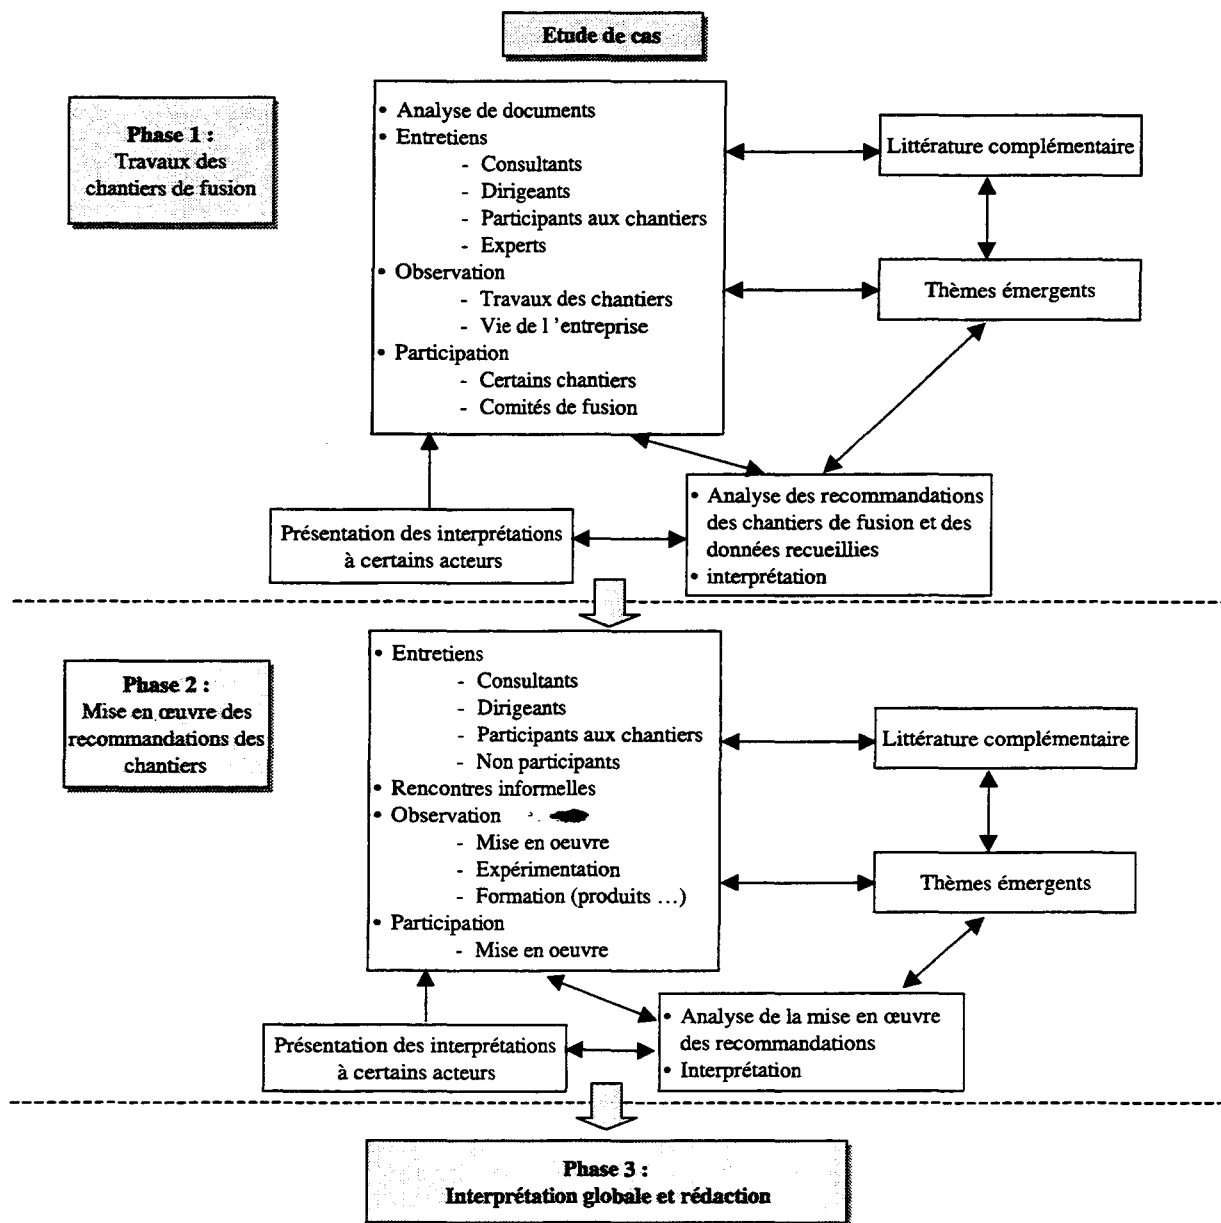 Etude de cas
Phase 1 :
Travaux des
chantiers de fusion
• Analyse de documents
• Entretiens
- Consultants
- Dirigeants
- Participants aux chantiers
- Experts
• Observation
- Travaux des chantiers
- Vie de l 'entreprise
• Participation
- Certains chantiers
- Comités de fusion
Littérature complémentaire
Thèmes émergents
Présentation des interprétations
à certains acteurs
• Analyse des recommandations
des chantiers de fusion et des
données recueillies
• interprétation
Phase 2 :
Mise en œuvre des
recommandations des
chantiers
• Entretiens
- Consultants
- Dirigeants
- Participants aux chantiers
- Non participants
• Rencontres informelles
• Observation
- Mise en oeuvre
- Expérimentation
- Formation (produits ...)
• Participation
- Mise en oeuvre
Littérature complémentaire
Thèmes émergents
Présentation des interprétations
à certains acteurs
• Analyse de la mise en œuvre
des recommandations
• Interprétation
Phase 3 :
Interprétation globale et rédaction